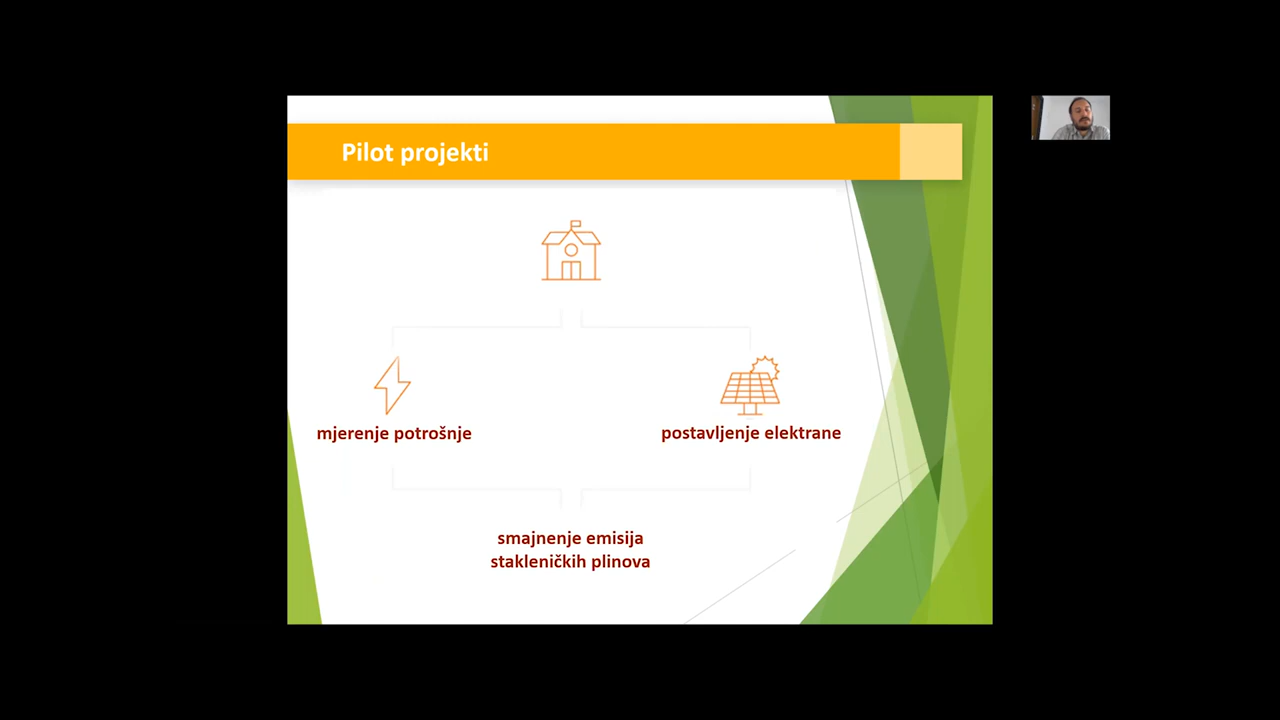 Pilot projekti
mjerenje potrošnje
postavljenje elektrane
smajnenje emisija
stakleničkih plinova